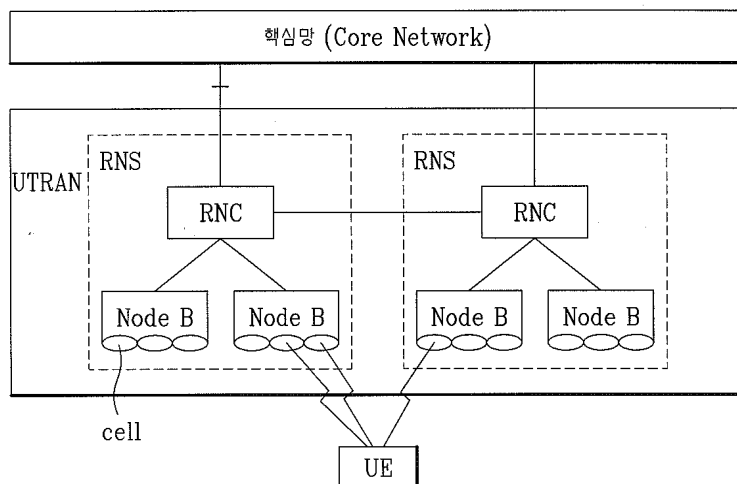 핵심망 (Core Network)
RNS
RNS
UTRAN
RNC
RNC
Node B
Node B
Node B
Node B
cell
UE